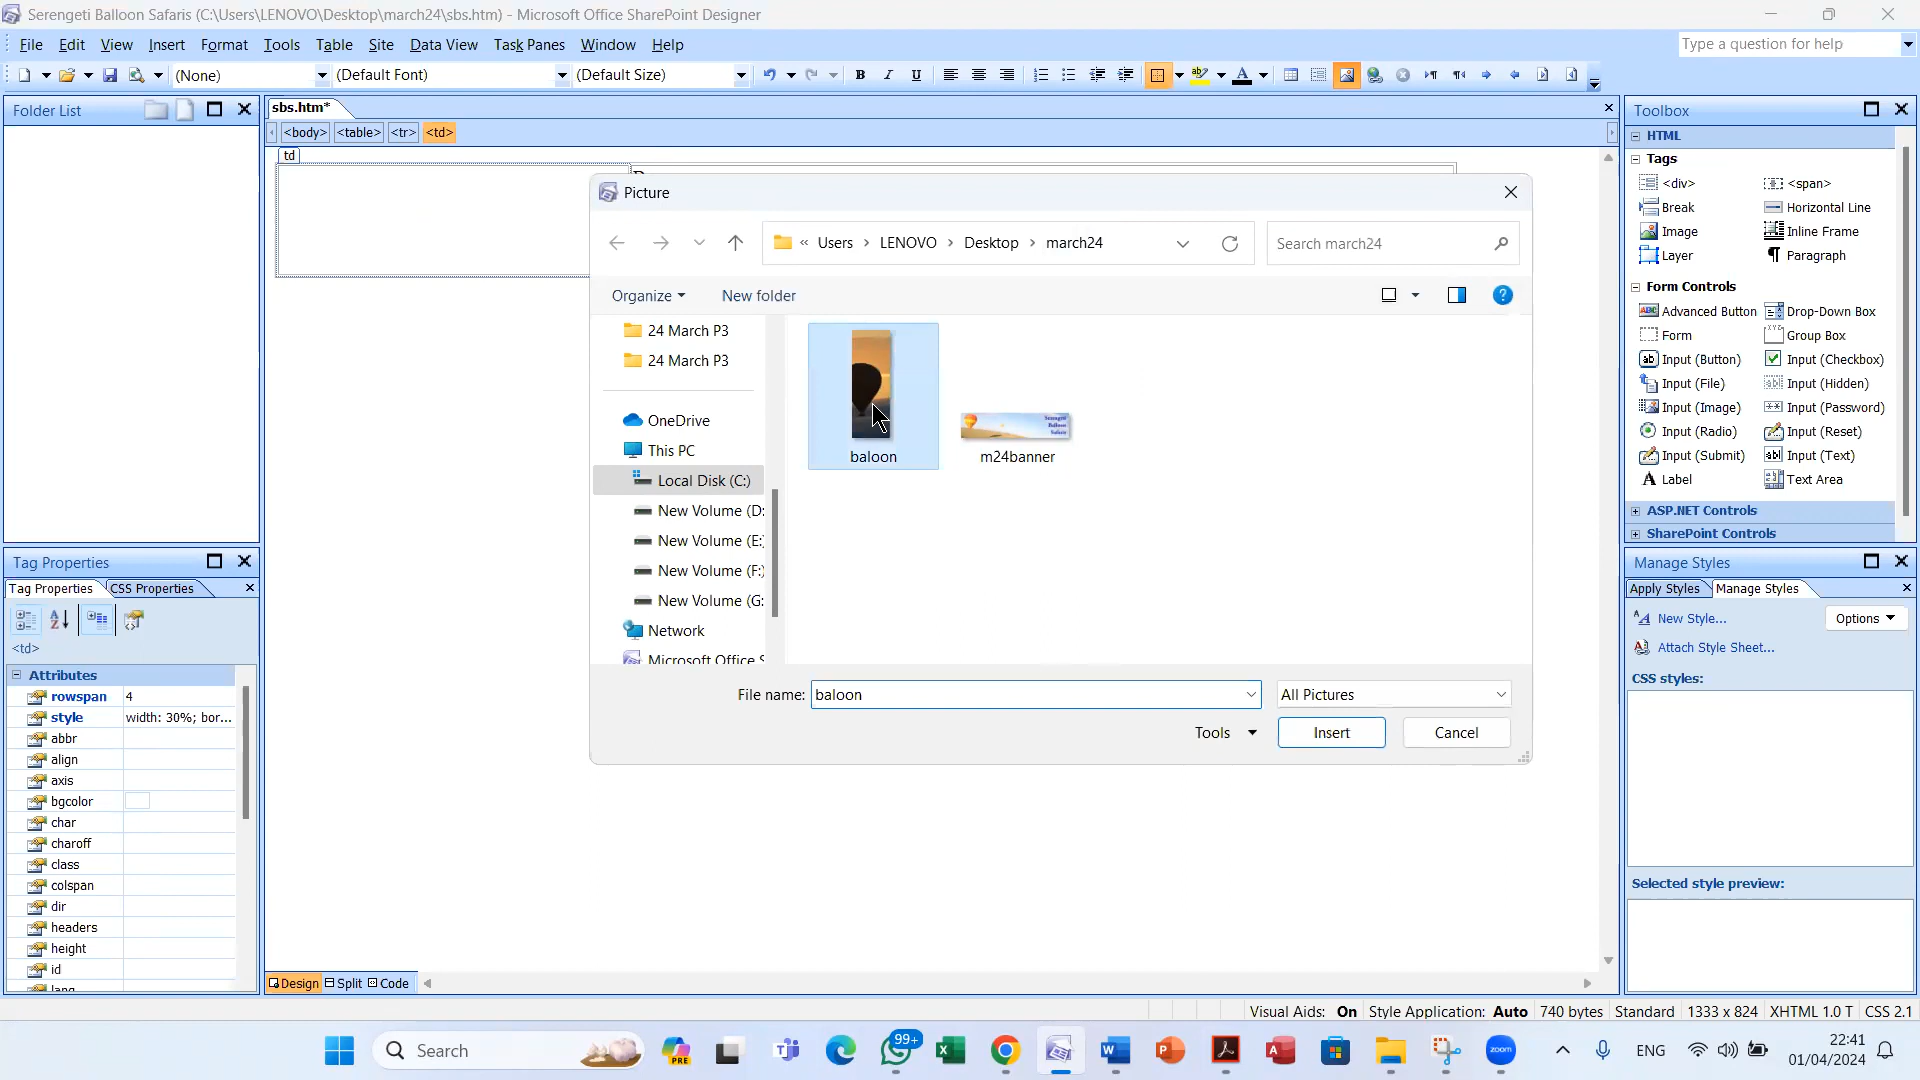 Serengeti Balloon Safaris (C:\Users\LENOVO\Desktop\march24\sbs.htm) - Microsoft Office SharePoint Designer
File Edit View Insert Format Tools Table Site Data View Task Panes Window Help
Type a question for help
(None) (Default Font) (Default Size)
Folder List
sbs.htm*
<body> <table> <tr> <td>
td
Picture
Users > LENOVO > Desktop > march24
Search march24
Organize New folder
24 March P3
24 March P3
OneDrive
This PC
Local Disk (C:)
New Volume (D:
New Volume (E:
New Volume (F:
New Volume (G:
Network
Microsoft Office S
baloon
Serengeti
Balloon
Safaris
m24banner
File name: baloon
All Pictures
Tools Insert Cancel
Toolbox
HTML
Tags
<div> <span>
Break Horizontal Line
Image Inline Frame
Layer Paragraph
Form Controls
Advanced Button Drop-Down Box
Form Group Box
Input (Button) Input (Checkbox)
Input (File) Input (Hidden)
Input (Image) Input (Password)
Input (Radio) Input (Reset)
Input (Submit) Input (Text)
Label Text Area
ASP.NET Controls
SharePoint Controls
Tag Properties
Tag Properties CSS Properties
<td>
Attributes
rowspan 4
style width: 30%; bor...
abbr
align
axis
bgcolor
char
charoff
class
colspan
dir
headers
height
id
lang
Manage Styles
Apply Styles Manage Styles
New Style... Options
Attach Style Sheet...
CSS styles:
Selected style preview:
Design Split Code
Visual Aids: On Style Application: Auto 740 bytes Standard 1333 x 824 XHTML 1.0 T CSS 2.1
Search
PRE
99+
zoom
ENG
22:41
01/04/2024